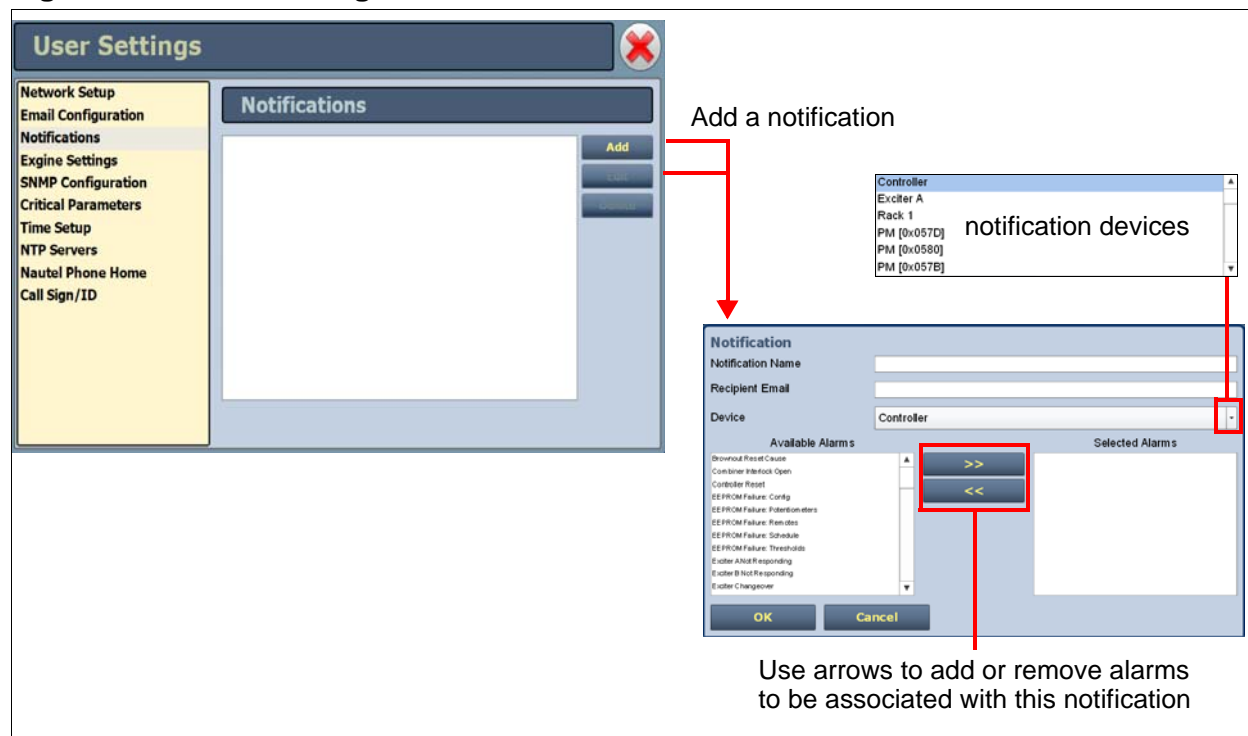 User Settings
Network Setup
Email Configuration
Notifications
Exgine Settings
SNMP Configuration
Critical Parameters
Time Setup
NTP Servers
Nautel Phone Home
Call Sign/ID
Notifications
Add
Edit
Delete
Add a notification
Controller
Exciter A
Rack 1
PM [0x057D]
PM [0x0580]
PM [0x057B]
notification devices
Notification
Notification Name
Recipient Email
Device
Controller
Available Alarms
Selected Alarms
Brownout Reset Cause
Combiner Interlock Open
Controller Reset
EEPROM Failure: Config
EEPROM Failure: Potentiometers
EEPROM Failure: Remotes
EEPROM Failure: Schedule
EEPROM Failure: Thresholds
Exciter A Not Responding
Exciter B Not Responding
Exciter Changeover
>>
<<
OK
Cancel
Use arrows to add or remove alarms
to be associated with this notification